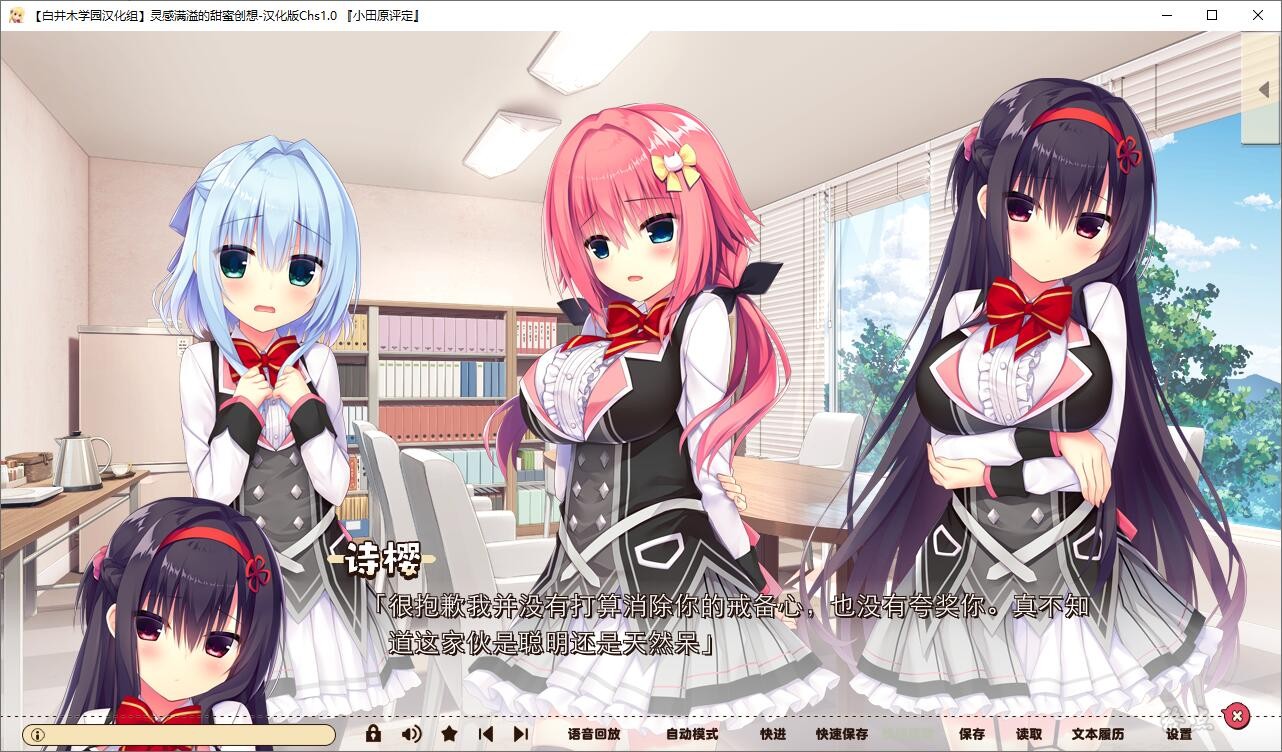 【白井木学园汉化组】灵感满溢的甜蜜创想-汉化版Chs1.0 『小田原评定』
诗樱
「很抱歉我并没有打算消除你的戒备心，也没有夸奖你。真不知
道这家伙是聪明还是天然呆」
语音回放 自动模式 快进 快速保存 快速读取 保存 读取 文本履历 设置